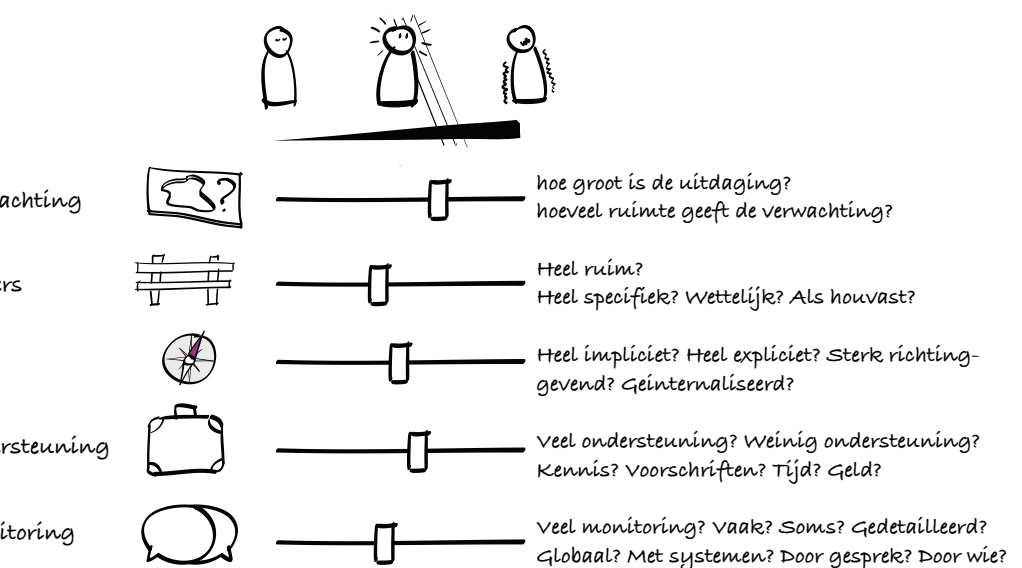 hoe groot is de uitdaging?
achting
hoeveel ruimte geeft de verwachting?
Heel ruim?
ers
Heel specifiek? Wettelijk? Als houvast?
Heel impliciet? Heel expliciet? Sterk richting-
gevend? Geïnternaliseerd?
Veel ondersteuning? Weinig ondersteuning?
rsteuning
Kennis? Voorschriften? Tijd? Geld?
Veel monitoring? Vaak? Soms? Gedetailleerd?
itoring
Globaal? Met systemen? Door gesprek? Door wie?